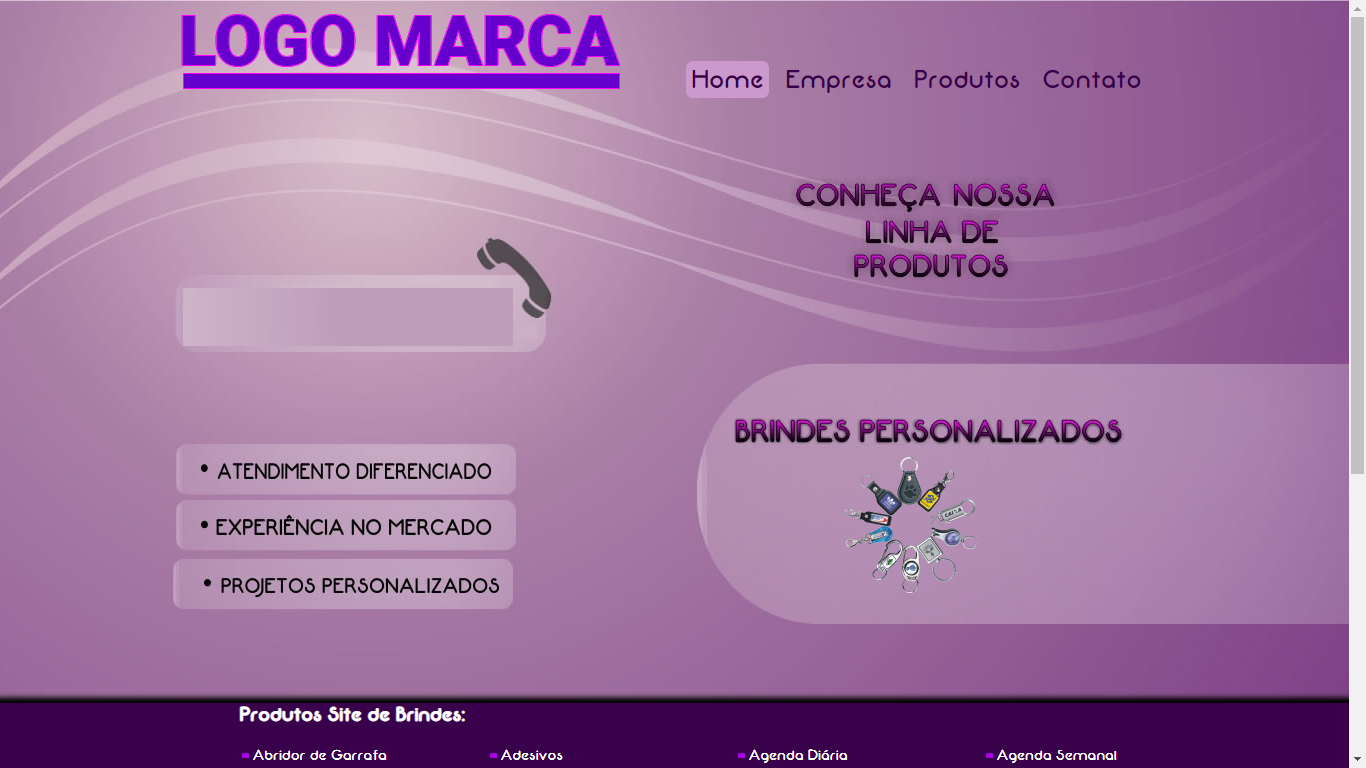 LOGO MARCA
Home Empresa Produtos Contato
CONHEÇA NOSSA
LINHA DE
PRODUTOS
• ATENDIMENTO DIFERENCIADO
• EXPERIÊNCIA NO MERCADO
• PROJETOS PERSONALIZADOS
BRINDES PERSONALIZADOS
CAIXA
Produtos Site de Brindes:
Abridor de Garrafa Adesivos Agenda Diária Agenda Semanal